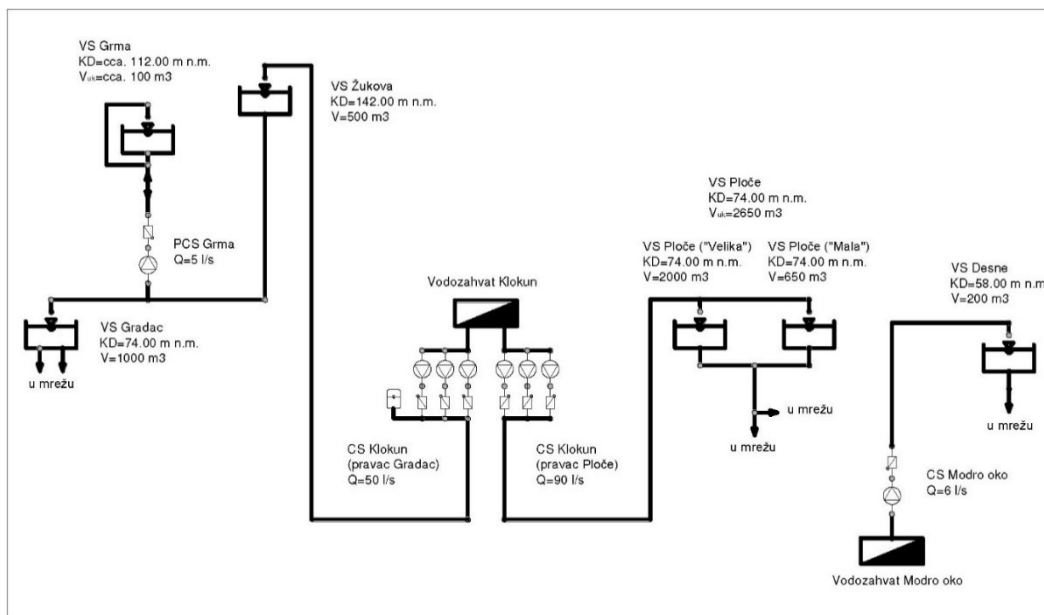 VS Grma
KD=cca. 112.00 m n.m.
Vuk=cca. 100 m3
VS Žukova
KD=142.00 m n.m.
V=500 m3
PCS Grma
Q=5 l/s
VS Gradac
KD=74.00 m n.m.
V=1000 m3
u mrežu
Vodozahvat Klokun
CS Klokun
(pravac Gradac)
Q=50 l/s
CS Klokun
(pravac Ploče)
Q=90 l/s
VS Ploče
KD=74.00 m n.m.
Vuk=2650 m3
VS Ploče ("Velika")
KD=74.00 m n.m.
V=2000 m3
VS Ploče ("Mala")
KD=74.00 m n.m.
V=650 m3
u mrežu
u mrežu
VS Desne
KD=58.00 m n.m
V=200 m3
u mrežu
CS Modro oko
Q=6 l/s
Vodozahvat Modro oko